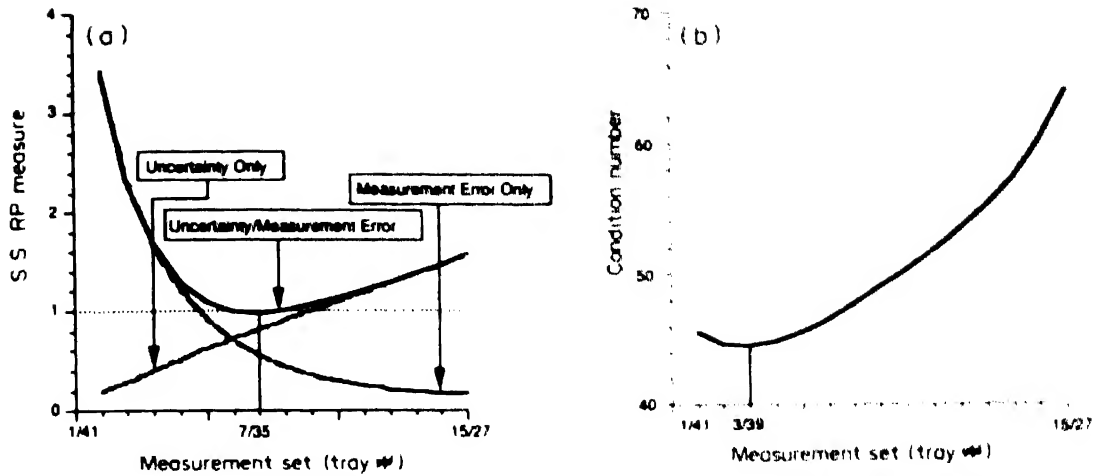 (a)
4
3
2
1
0
S S RP measure
Uncertainty Only
Measurement Error Only
Uncertainty/Measurement Error
1/41
7/35
15/27
Measurement set (tray #)
(b)
70
60
50
40
Condition number
1/41
3/39
15/27
Measurement set (tray #)